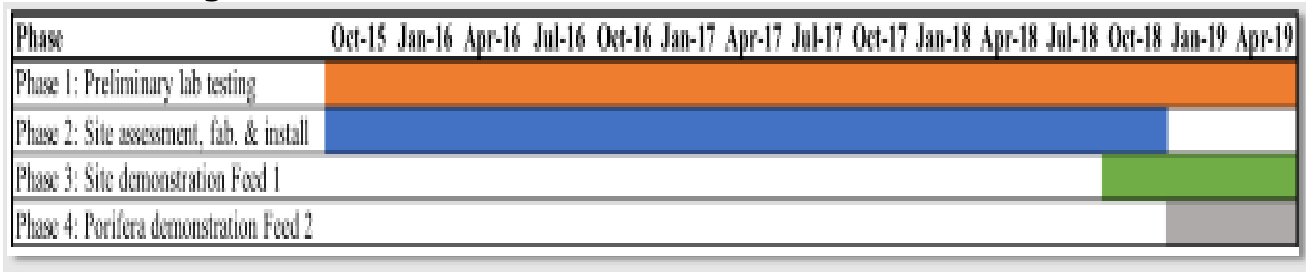 Phase Oct-15 Jan-16 Apr-16 Jul-16 Oct-16 Jan-17 Apr-17 Jul-17 Oct-17 Jan-18 Apr-18 Jul-18 Oct-18 Jan-19 Apr-19
Phase 1: Preliminary lab testing
Phase 2: Site assessment, fab. & install
Phase 3: Site demonstration Feed 1
Phase 4: Porifera demonstration Feed 2